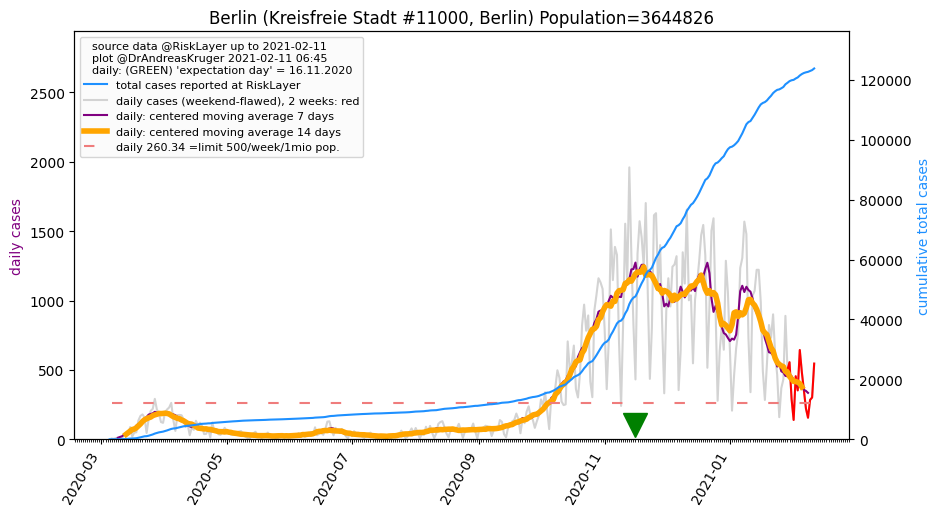 Berlin (Kreisfreie Stadt #11000, Berlin) Population=3644826
source data @RiskLayer up to 2021-02-11
plot @DrAndreasKruger 2021-02-11 06:45
daily: (GREEN) 'expectation day' = 16.11.2020
total cases reported at RiskLayer
daily cases (weekend-flawed), 2 weeks: red
daily: centered moving average 7 days
daily: centered moving average 14 days
daily 260.34 =limit 500/week/1mio pop.
daily cases
2500
2000
1500
1000
500
0
120000
100000
80000
60000
40000
20000
0
cumulative total cases
2020-03
2020-05
2020-07
2020-09
2020-11
2021-01